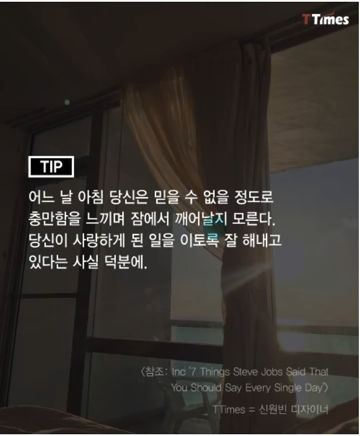 TTimes
TIP
어느 날 아침 당신은 믿을 수 없을 정도로
충만함을 느끼며 잠에서 깨어날지 모른다.
당신이 사랑하게 된 일을 이토록 잘 해내고
있다는 사실 덕분에.
〈참조: Inc '7 Things Steve Jobs Said That
You Should Say Every Single Day'〉
TTimes = 신원빈 디자이너